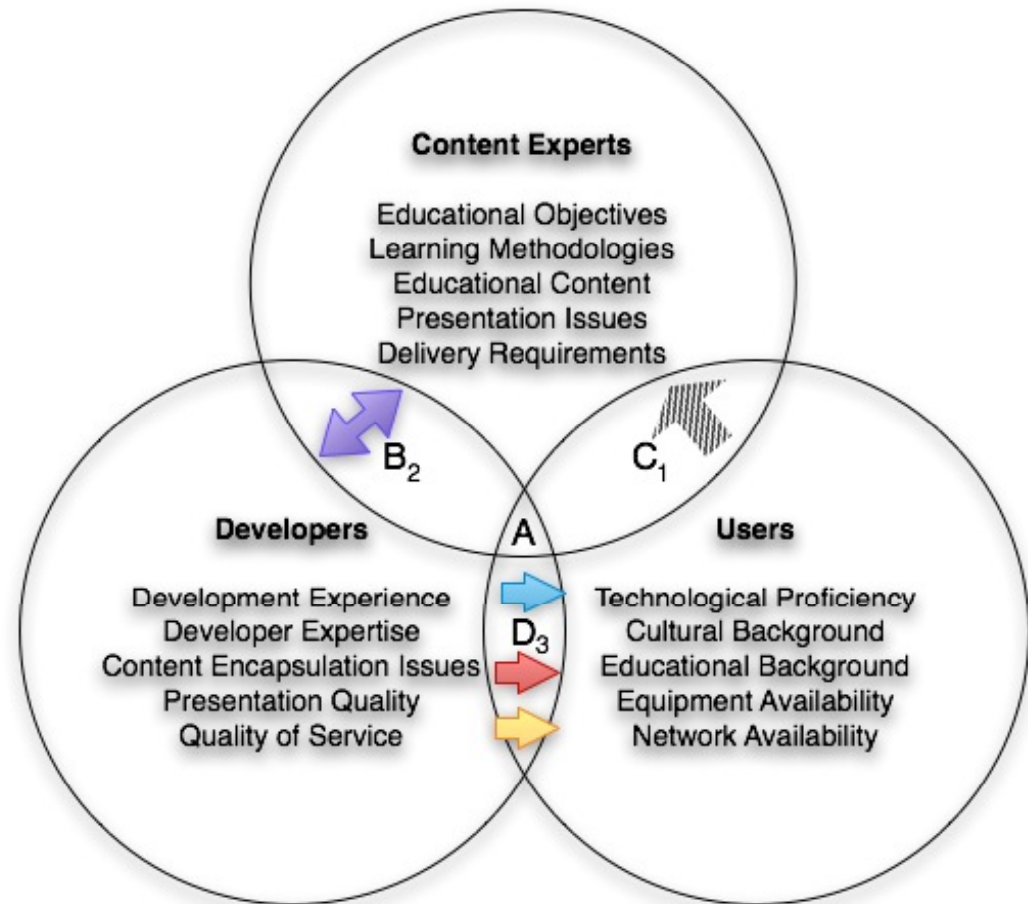 Content Experts
Educational Objectives
Learning Methodologies
Educational Content
Presentation Issues
Delivery Requirements
B2
C1
A
Developers
Development Experience
Developer Expertise
Content Encapsulation Issues
Presentation Quality
Quality of Service
D3
Users
Technological Proficiency
Cultural Background
Educational Background
Equipment Availability
Network Availability